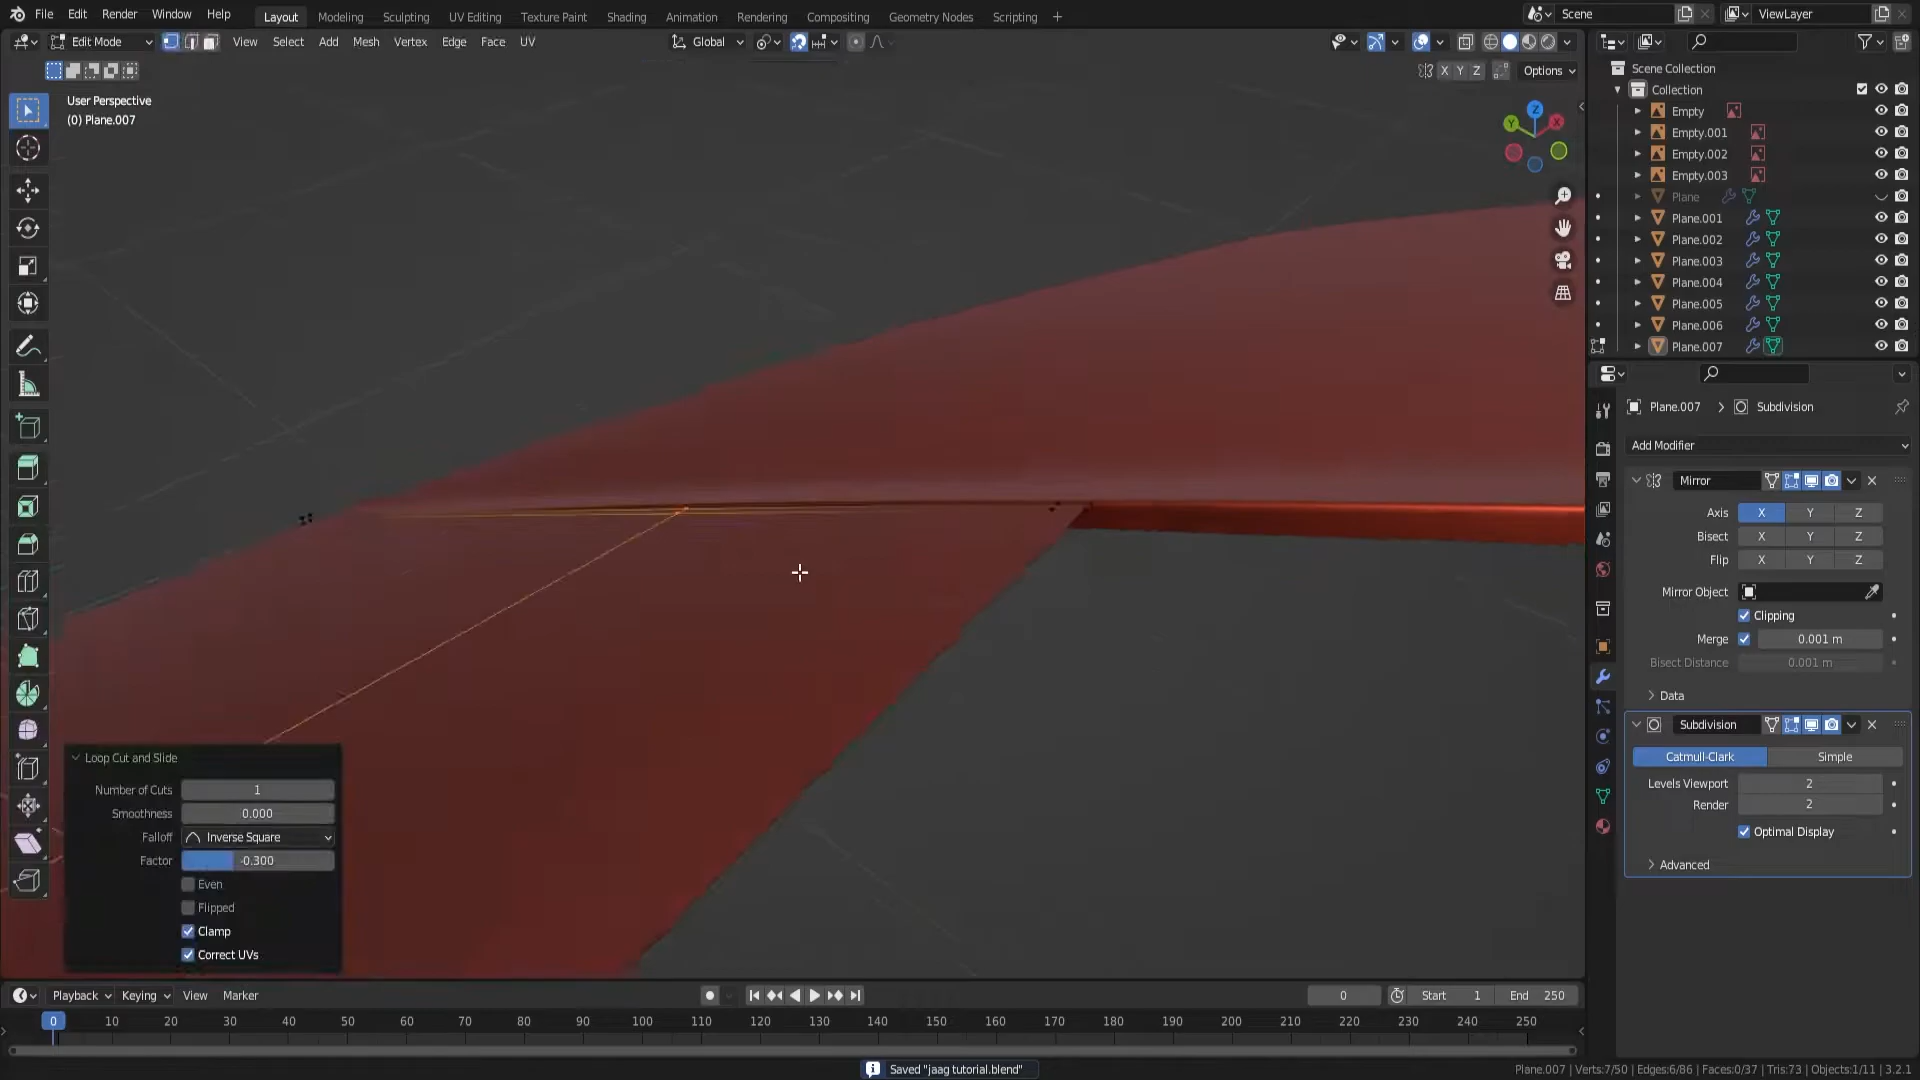 File Edit Render Window Help Layout Modeling Sculpting UV Editing Texture Paint Shading Animation Rendering Compositing Geometry Nodes Scripting + Scene ViewLayer
Edit Mode View Select Add Mesh Vertex Edge Face UV Global
X Y Z Options
User Perspective
(0) Plane.007
Z
Y X
Scene Collection
Collection
Empty
Empty.001
Empty.002
Empty.003
Plane
Plane.001
Plane.002
Plane.003
Plane.004
Plane.005
Plane.006
Plane.007
Plane.007 > Subdivision
Add Modifier
Mirror
Axis X Y Z
Bisect X Y Z
Flip X Y Z
Mirror Object
Clipping
Merge 0.001 m
Bisect Distance 0.001 m
Data
Subdivision
Catmull-Clark Simple
Levels Viewport 2
Render 2
Optimal Display
Advanced
Loop Cut and Slide
Number of Cuts 1
Smoothness 0.000
Falloff Inverse Square
Factor -0.300
Even
Flipped
Clamp
Correct UVs
Playback Keying View Marker 0 Start 1 End 250
0 10 20 30 40 50 60 70 80 90 100 110 120 130 140 150 160 170 180 190 200 210 220 230 240 250
Saved "jaag tutorial.blend"
Plane.007 | Verts:7/50 | Edges:6/86 | Faces:0/37 | Tris:73 | Objects:1/11 | 3.2.1